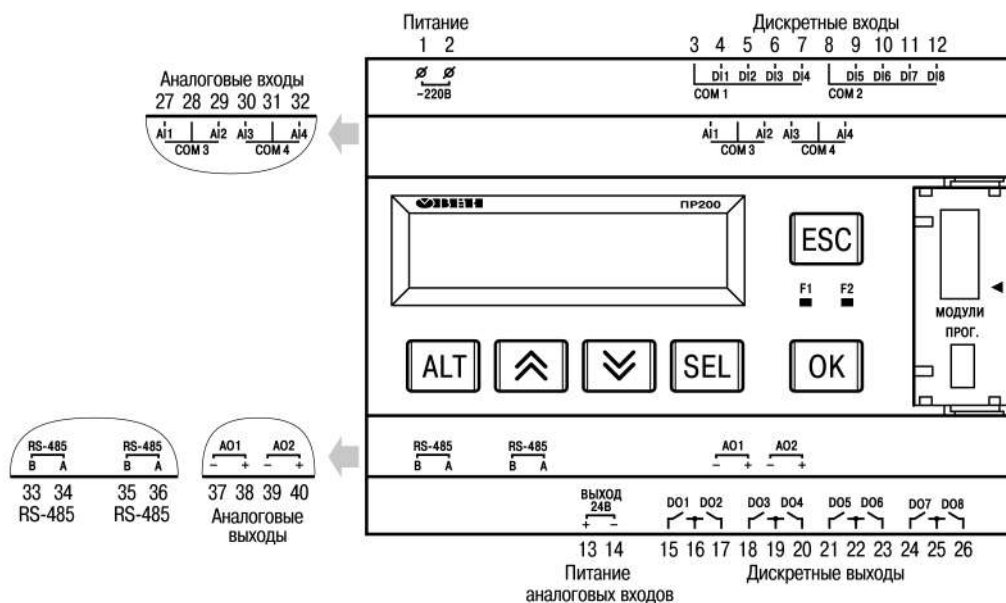 Питание
1 2
Дискретные входы
3 4 5 6 7 8 9 10 11 12
~220В
DI1 DI2 DI3 DI4 DI5 DI6 DI7 DI8
COM 1 COM 2
Аналоговые входы
27 28 29 30 31 32
AI1 AI2 AI3 AI4
COM 3 COM 4
AI1 AI2 AI3 AI4
COM 3 COM 4
ОВЕН ПР200
ESC
F1 F2
МОДУЛИ
ПРОГ.
ALT SEL OK
RS-485 RS-485 AO1 AO2
B A B A − + − +
33 34 35 36 37 38 39 40
RS-485 RS-485 Аналоговые
выходы
RS-485 RS-485 AO1 AO2
B A B A − + − +
ВЫХОД
24В
+ −
DO1 DO2 DO3 DO4 DO5 DO6 DO7 DO8
13 14 15 16 17 18 19 20 21 22 23 24 25 26
Питание
аналоговых входов
Дискретные выходы